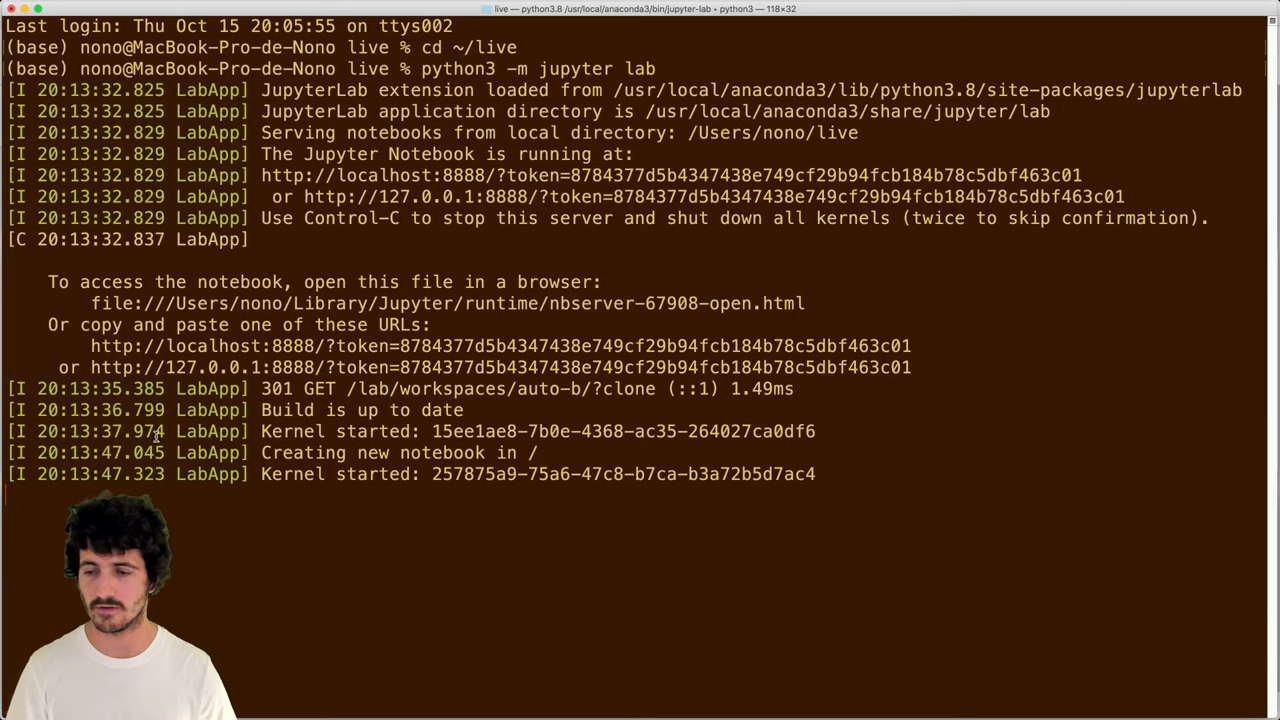 live — python3.8 /usr/local/anaconda3/bin/jupyter-lab • python3 — 118×32
Last login: Thu Oct 15 20:05:55 on ttys002
(base) nono@MacBook-Pro-de-Nono live % cd ~/live
(base) nono@MacBook-Pro-de-Nono live % python3 -m jupyter lab
[I 20:13:32.825 LabApp] JupyterLab extension loaded from /usr/local/anaconda3/lib/python3.8/site-packages/jupyterlab
[I 20:13:32.825 LabApp] JupyterLab application directory is /usr/local/anaconda3/share/jupyter/lab
[I 20:13:32.829 LabApp] Serving notebooks from local directory: /Users/nono/live
[I 20:13:32.829 LabApp] The Jupyter Notebook is running at:
[I 20:13:32.829 LabApp] http://localhost:8888/?token=8784377d5b4347438e749cf29b94fcb184b78c5dbf463c01
[I 20:13:32.829 LabApp]  or http://127.0.0.1:8888/?token=8784377d5b4347438e749cf29b94fcb184b78c5dbf463c01
[I 20:13:32.829 LabApp] Use Control-C to stop this server and shut down all kernels (twice to skip confirmation).
[C 20:13:32.837 LabApp]
    To access the notebook, open this file in a browser:
        file:///Users/nono/Library/Jupyter/runtime/nbserver-67908-open.html
    Or copy and paste one of these URLs:
        http://localhost:8888/?token=8784377d5b4347438e749cf29b94fcb184b78c5dbf463c01
     or http://127.0.0.1:8888/?token=8784377d5b4347438e749cf29b94fcb184b78c5dbf463c01
[I 20:13:35.385 LabApp] 301 GET /lab/workspaces/auto-b/?clone (::1) 1.49ms
[I 20:13:36.799 LabApp] Build is up to date
[I 20:13:37.974 LabApp] Kernel started: 15ee1ae8-7b0e-4368-ac35-264027ca0df6
[I 20:13:47.045 LabApp] Creating new notebook in /
[I 20:13:47.323 LabApp] Kernel started: 257875a9-75a6-47c8-b7ca-b3a72b5d7ac4